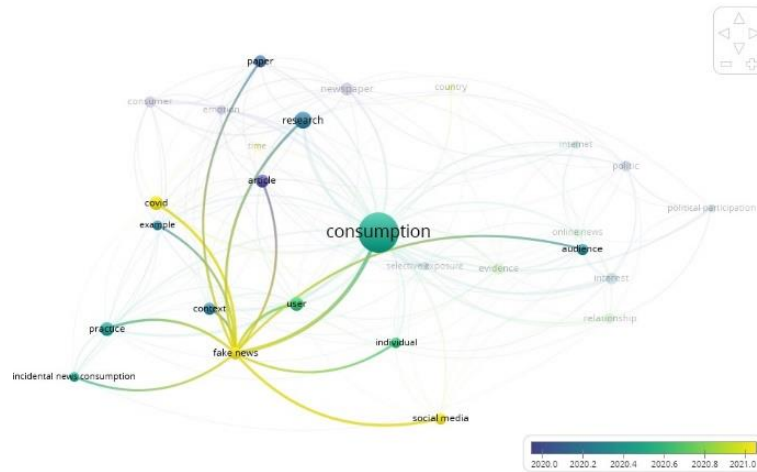 paper
newspaper
country
consumer
emotion
research
time
internet
politic
article
covid
political participation
example
consumption
online news
audience
selective exposure
evidence
interest
user
context
relationship
practice
individual
fake news
incidental news consumption
social media
2020.0 2020.2 2020.4 2020.6 2020.8 2021.0